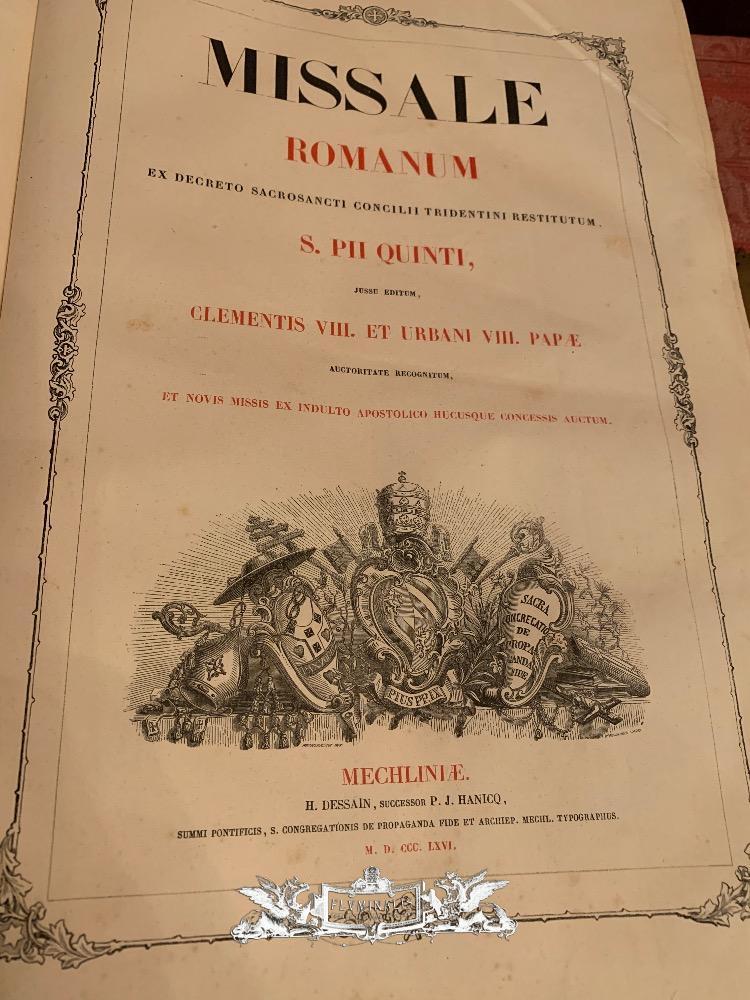 MISSALE
ROMANUM
EX DECRETO SACROSANCTI CONCILII TRIDENTINI RESTITUTUM.
S. PII QUINTI,
JUSSU EDITUM,
CLEMENTIS VIII. ET URBANI VIII. PAPÆ
AUCTORITATE RECOGNITUM,
ET NOVIS MISSIS EX INDULTO APOSTOLICO HUCUSQUE CONCESSIS AUCTUM.
SACRA
CONGREGATIO
DE
PROPA
GANDA
FIDE
PIUS PP. IX
MECHLINIÆ.
H. DESSAIN, SUCCESSOR P. J. HANICQ,
SUMMI PONTIFICIS, S. CONGREGATIONIS DE PROPAGANDA FIDE ET ARCHIEP. MECHL. TYPOGRAPHUS.
M. D. CCC. LXVI.